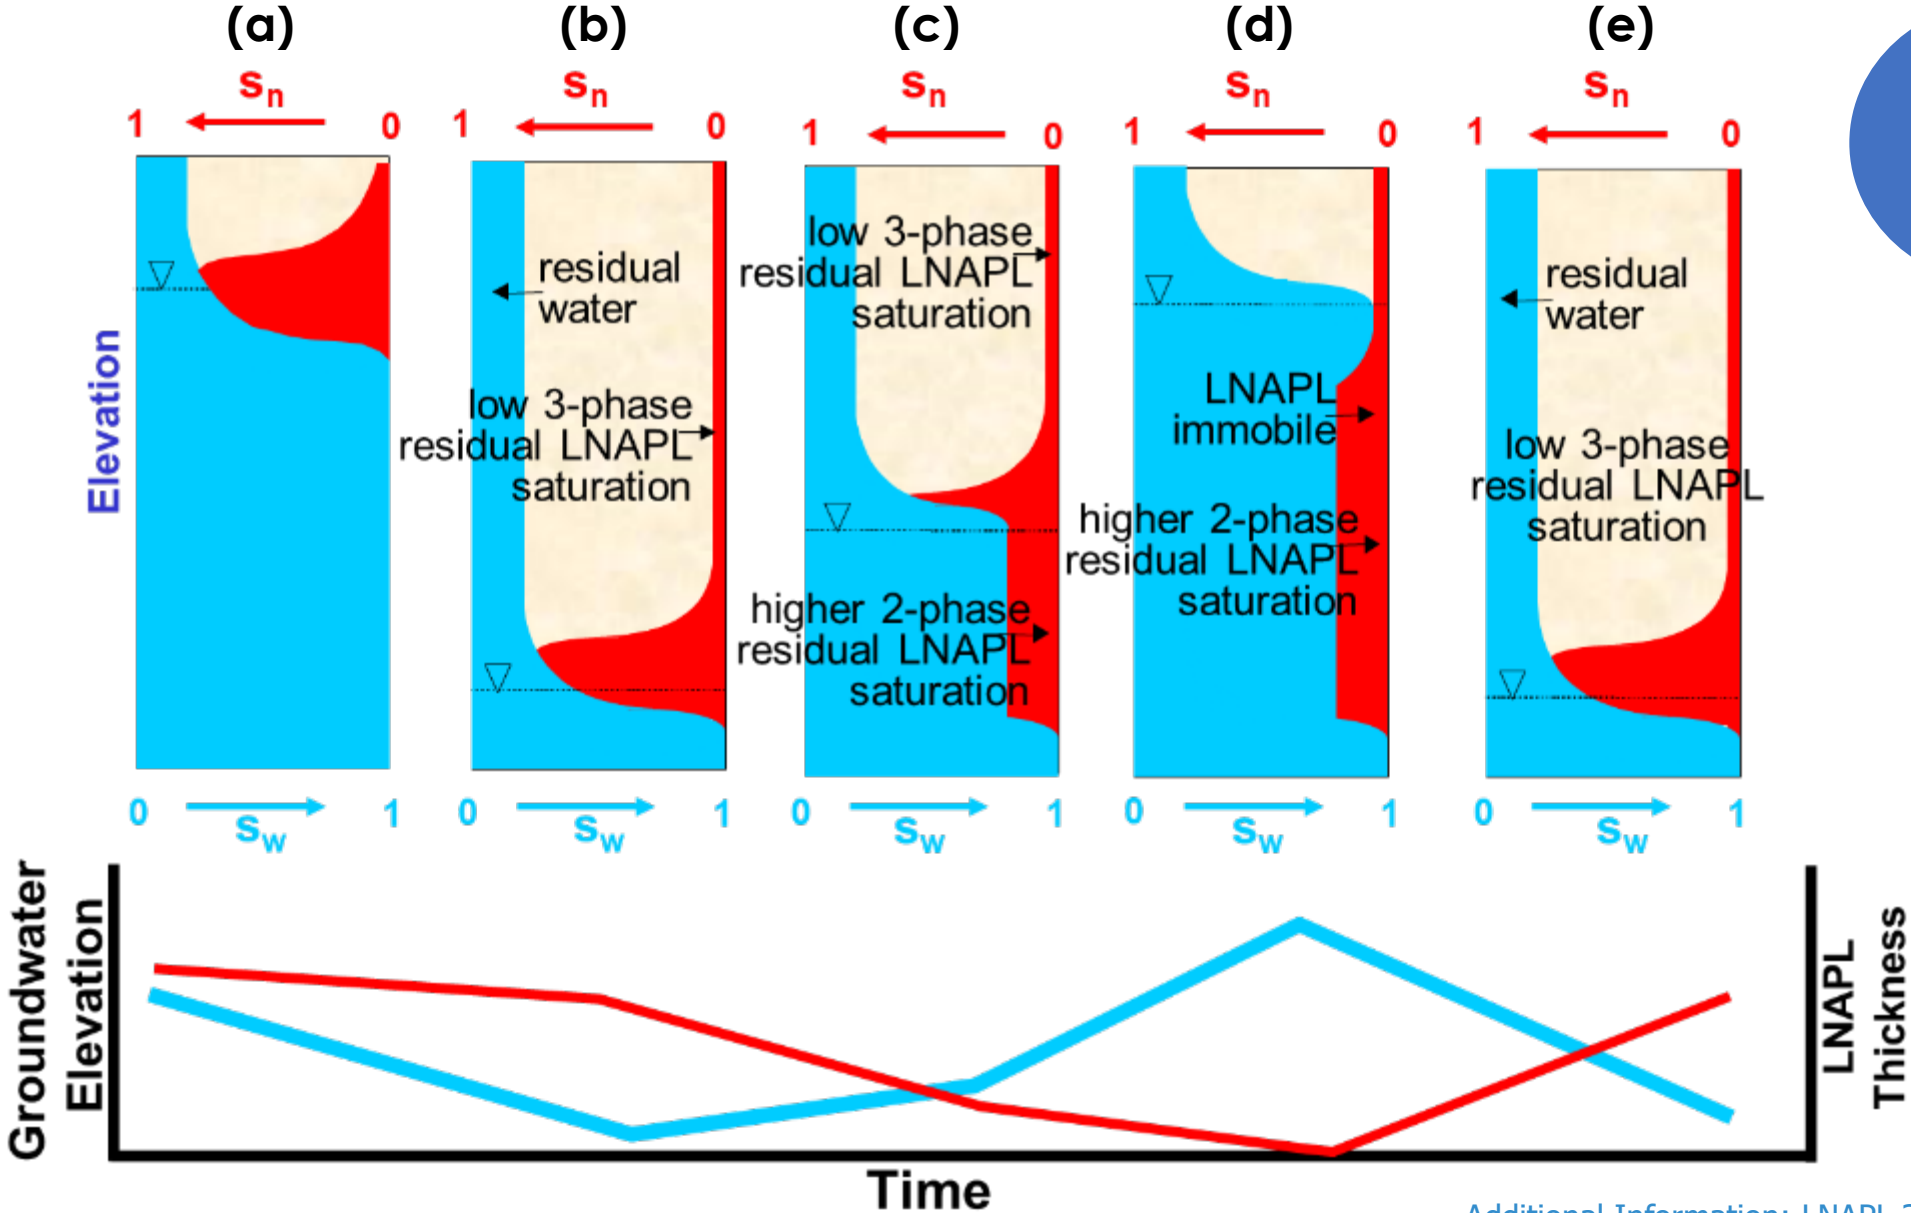 (a) (b) (c) (d) (e)
Sn Sn Sn Sn Sn
1 0 1 0 1 0 1 0 1 0
Elevation
residual
water
low 3-phase
residual LNAPL
saturation
low 3-phase
residual LNAPL
saturation
higher 2-phase
residual LNAPL
saturation
LNAPL
immobile
higher 2-phase
residual LNAPL
saturation
residual
water
low 3-phase
residual LNAPL
saturation
0 1 0 1 0 1 0 1 0 1
Sw Sw Sw Sw Sw
Groundwater
Elevation
LNAPL
Thickness
Time
Additional Information: LNAPL